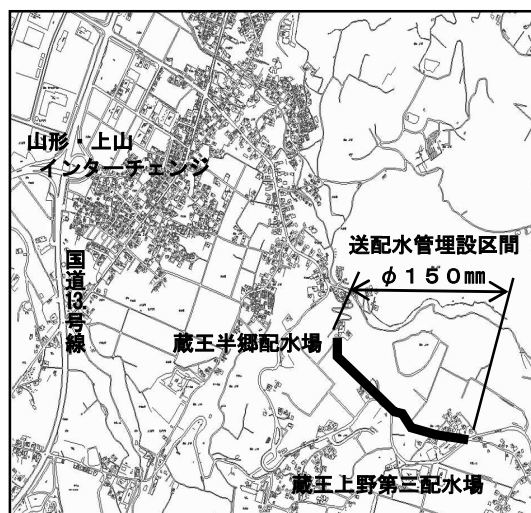 山形・上山
インターチェンジ
国道13号線
送配水管埋設区間
φ１５０㎜
蔵王半郷配水場
蔵王上野第三配水場